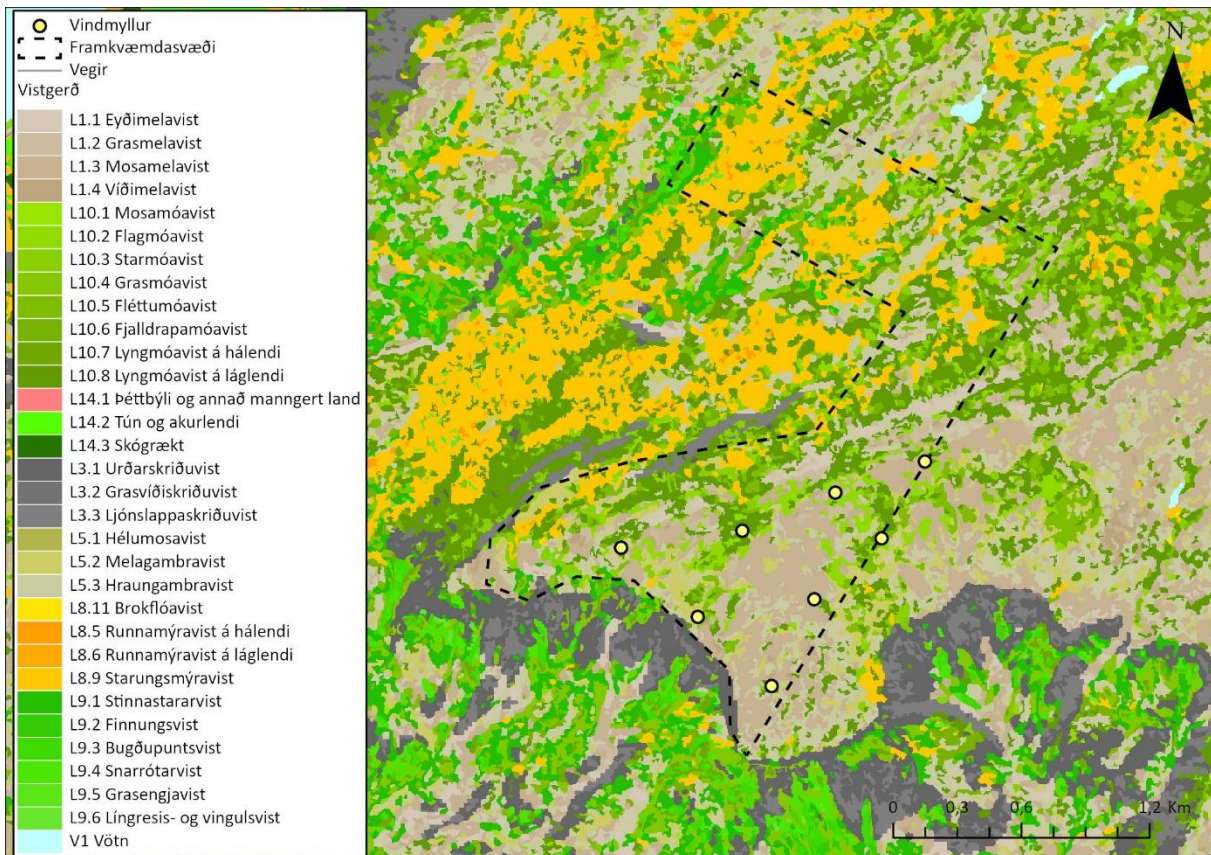 Vindmyllur
Framkvæmdasvæði
Vegir
Vistgerð
L1.1 Eyðimelavist
L1.2 Grasmelavist
L1.3 Mosamelavist
L1.4 Víðimelavist
L10.1 Mosamóavist
L10.2 Flagmóavist
L10.3 Starmóavist
L10.4 Grasmóavist
L10.5 Fléttumóavist
L10.6 Fjalldrapamóavist
L10.7 Lyngmóavist á hálendi
L10.8 Lyngmóavist á láglendi
L14.1 Þéttbýli og annað manngert land
L14.2 Tún og akurlendi
L14.3 Skógrækt
L3.1 Urðarskriðuvist
L3.2 Grasvíðiskriðuvist
L3.3 Ljónslappaskriðuvist
L5.1 Hélumosavist
L5.2 Melagambravist
L5.3 Hraungambravist
L8.11 Brokflóavist
L8.5 Runnamýravist á hálendi
L8.6 Runnamýravist á láglendi
L8.9 Starungsmýravist
L9.1 Stinnastararvist
L9.2 Finnungsvist
L9.3 Bugðupuntsvist
L9.4 Snarrótarvist
L9.5 Grasengjavist
L9.6 Língresis- og vingulsvist
V1 Vötn
N
0 0,3 0,6 1,2 Km